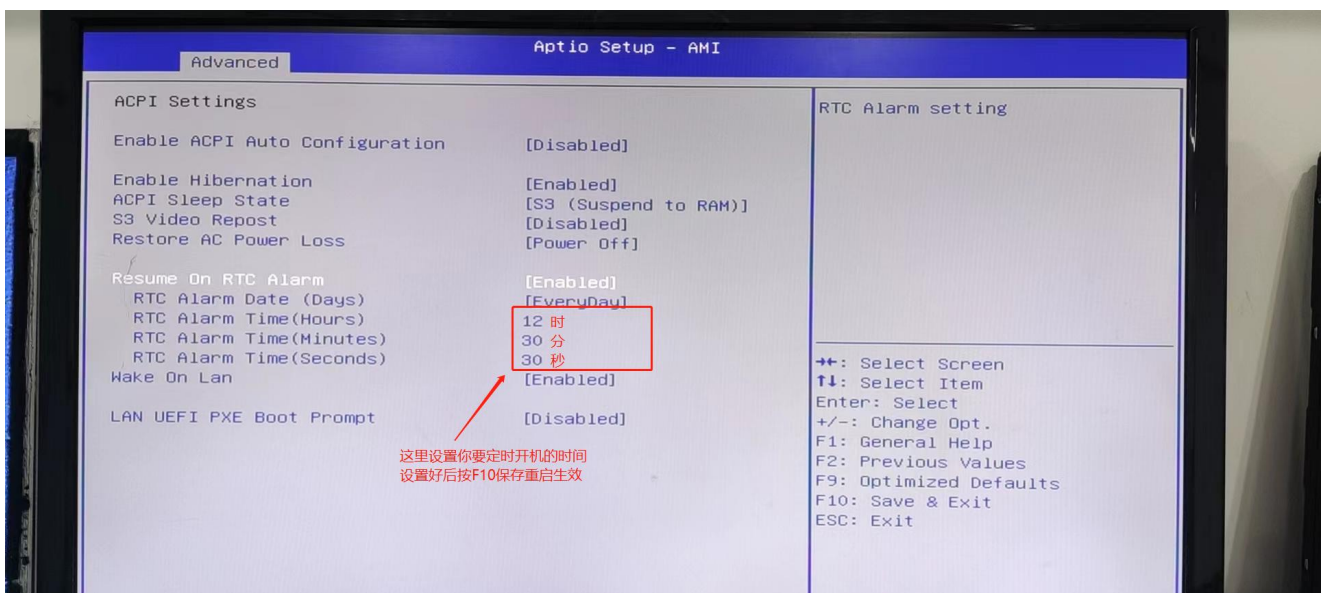 Aptio Setup - AMI
Advanced
ACPI Settings
Enable ACPI Auto Configuration [Disabled]
Enable Hibernation [Enabled]
ACPI Sleep State [S3 (Suspend to RAM)]
S3 Video Repost [Disabled]
Restore AC Power Loss [Power Off]
Resume On RTC Alarm [Enabled]
RTC Alarm Date (Days) [EveryDay]
RTC Alarm Time(Hours) 12 时
RTC Alarm Time(Minutes) 30 分
RTC Alarm Time(Seconds) 30 秒
Wake On Lan [Enabled]
LAN UEFI PXE Boot Prompt [Disabled]
这里设置你要定时开机的时间
设置好后按F10保存重启生效
RTC Alarm setting
→←: Select Screen
↑↓: Select Item
Enter: Select
+/-: Change Opt.
F1: General Help
F2: Previous Values
F9: Optimized Defaults
F10: Save & Exit
ESC: Exit